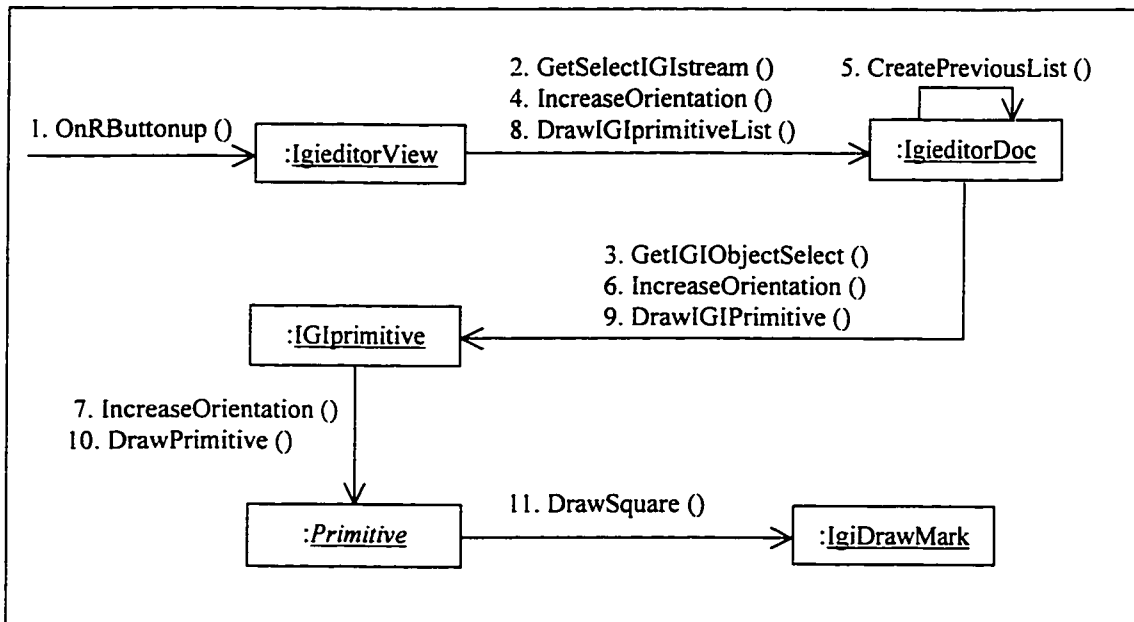 2. GetSelectIGIstream ()
5. CreatePreviousList ()
4. IncreaseOrientation ()
1. OnRButtonup ()
8. DrawIGIprimitiveList ()
:IgieditorView
:IgieditorDoc
3. GetIGIObjectSelect ()
6. IncreaseOrientation ()
9. DrawIGIPrimitive ()
:IGIprimitive
7. IncreaseOrientation ()
10. DrawPrimitive ()
11. DrawSquare ()
:Primitive
:IgiDrawMark